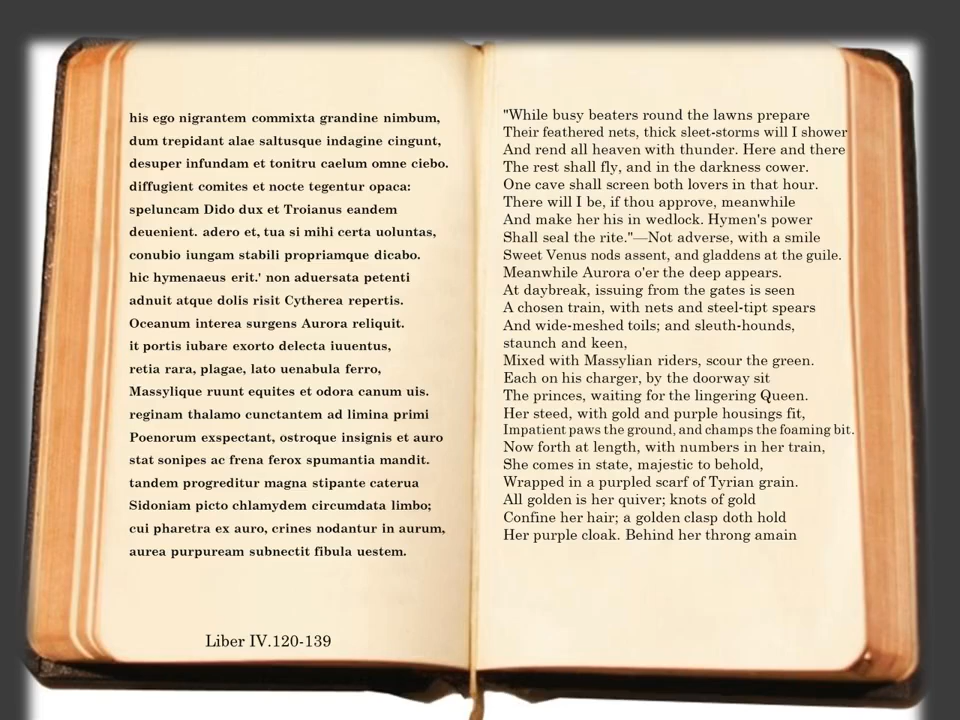 his ego nigrantem commixta grandine nimbum,
dum trepidant alae saltusque indagine cingunt,
desuper infundam et tonitru caelum omne ciebo.
diffugient comites et nocte tegentur opaca:
speluncam Dido dux et Troianus eandem
deuenient. adero et, tua si mihi certa uoluntas,
conubio iungam stabili propriamque dicabo.
hic hymenaeus erit.' non aduersata petenti
adnuit atque dolis risit Cytherea repertis.
Oceanum interea surgens Aurora reliquit.
it portis iubare exorto delecta iuuentus,
retia rara, plagae, lato uenabula ferro,
Massylique ruunt equites et odora canum uis.
reginam thalamo cunctantem ad limina primi
Poenorum exspectant, ostroque insignis et auro
stat sonipes ac frena ferox spumantia mandit.
tandem progreditur magna stipante caterua
Sidoniam picto chlamydem circumdata limbo;
cui pharetra ex auro, crines nodantur in aurum,
aurea purpuream subnectit fibula uestem.
Liber IV.120-139
"While busy beaters round the lawns prepare
Their feathered nets, thick sleet-storms will I shower
And rend all heaven with thunder. Here and there
The rest shall fly, and in the darkness cower.
One cave shall screen both lovers in that hour.
There will I be, if thou approve, meanwhile
And make her his in wedlock. Hymen's power
Shall seal the rite."—Not adverse, with a smile
Sweet Venus nods assent, and gladdens at the guile.
Meanwhile Aurora o'er the deep appears.
At daybreak, issuing from the gates is seen
A chosen train, with nets and steel-tipt spears
And wide-meshed toils; and sleuth-hounds,
staunch and keen,
Mixed with Massylian riders, scour the green.
Each on his charger, by the doorway sit
The princes, waiting for the lingering Queen.
Her steed, with gold and purple housings fit,
Impatient paws the ground, and champs the foaming bit.
Now forth at length, with numbers in her train,
She comes in state, majestic to behold,
Wrapped in a purpled scarf of Tyrian grain.
All golden is her quiver; knots of gold
Confine her hair; a golden clasp doth hold
Her purple cloak. Behind her throng amain